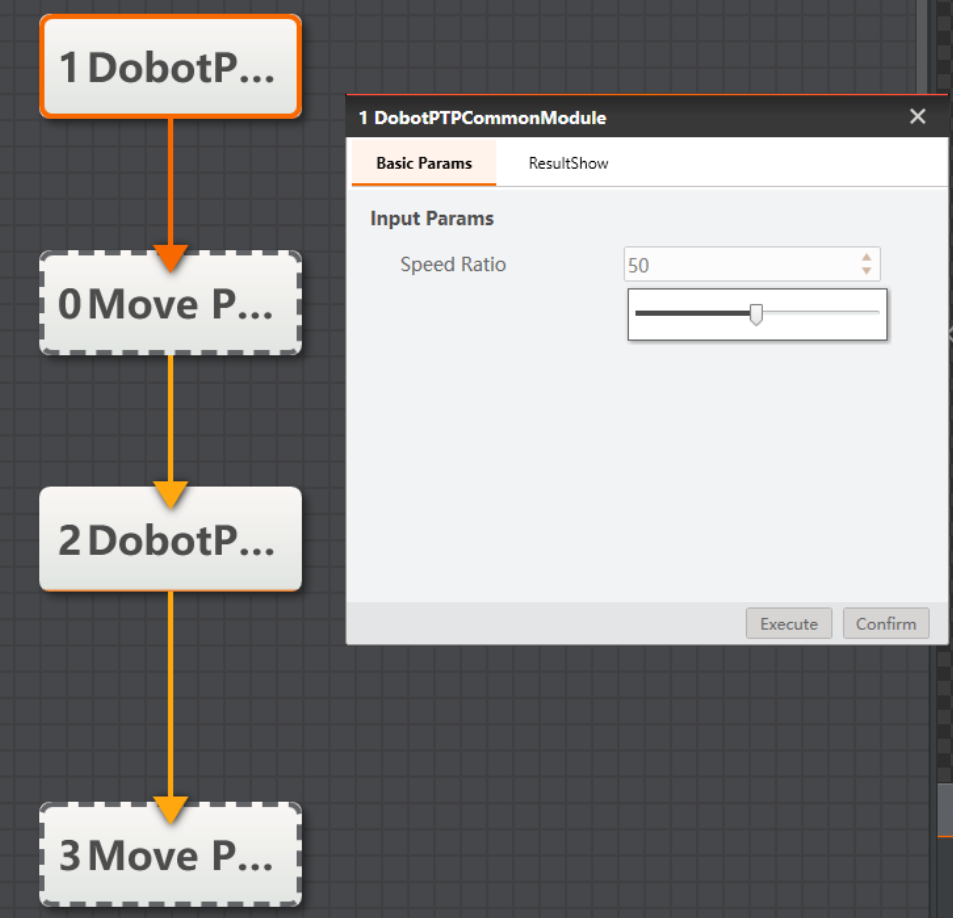 1 DobotP...
0 Move P...
2 DobotP...
3 Move P...
1 DobotPTPCommonModule
Basic Params
ResultShow
Input Params
Speed Ratio
50
Execute
Confirm